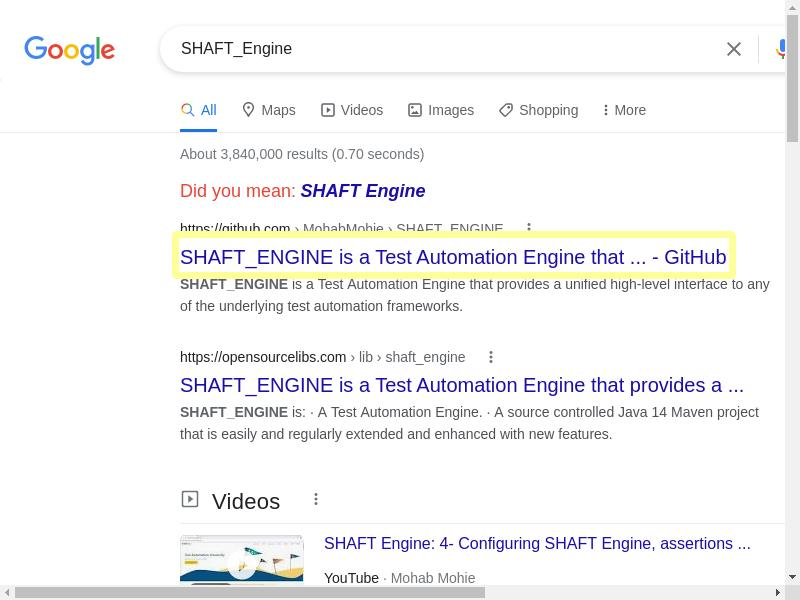 Google
SHAFT_Engine
All
Maps
Videos
Images
Shopping
More
About 3,840,000 results (0.70 seconds)
Did you mean: SHAFT Engine
https://github.com › MohabMohie › SHAFT_ENGINE
SHAFT_ENGINE is a Test Automation Engine that ... - GitHub
SHAFT_ENGINE is a Test Automation Engine that provides a unified high-level interface to any
of the underlying test automation frameworks.
https://opensourcelibs.com › lib › shaft_engine
SHAFT_ENGINE is a Test Automation Engine that provides a ...
SHAFT_ENGINE is: · A Test Automation Engine. · A source controlled Java 14 Maven project
that is easily and regularly extended and enhanced with new features.
Videos
SHAFT Engine: 4- Configuring SHAFT Engine, assertions ...
YouTube · Mohab Mohie